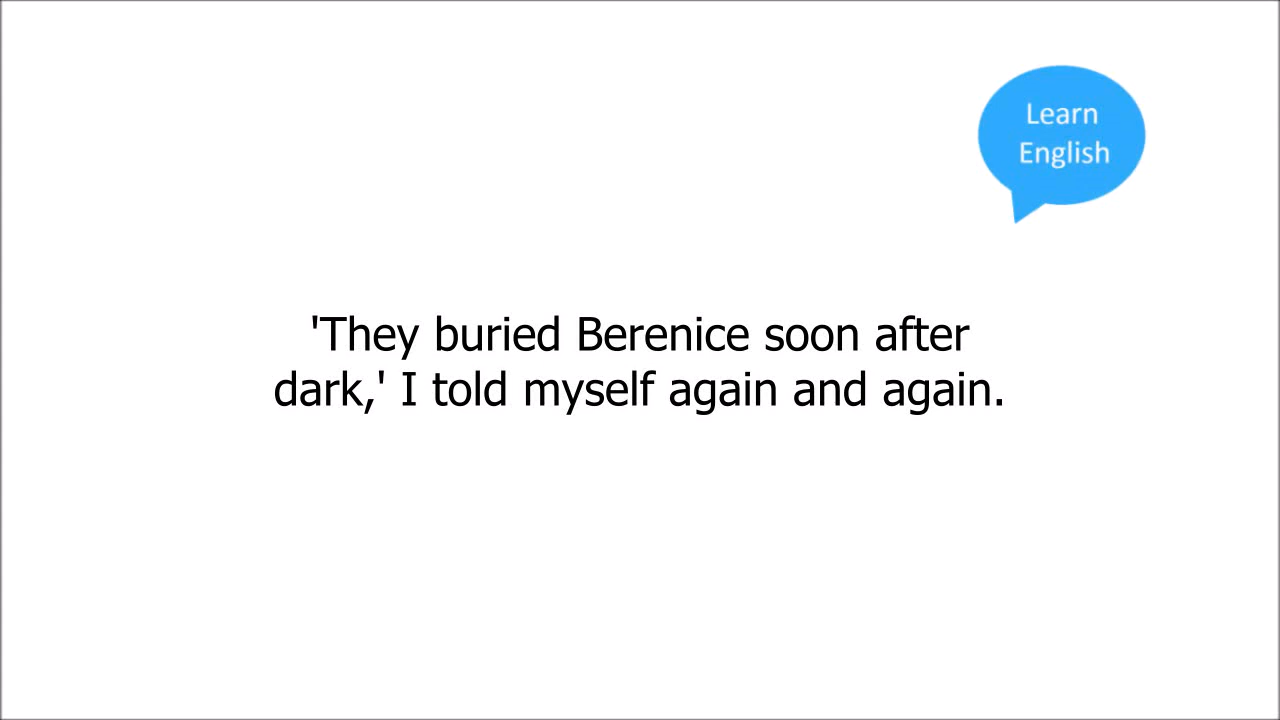 Learn
English
'They buried Berenice soon after
dark,' I told myself again and again.